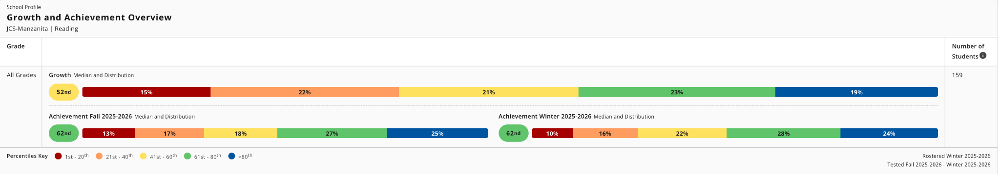 School Profile
Growth and Achievement Overview
JCS-Manzanita | Reading
Grade
Number of
Students i
All Grades
Growth Median and Distribution
159
52nd 15% 22% 21% 23% 19%
Achievement Fall 2025-2026 Median and Distribution
62nd 13% 17% 18% 27% 25%
Achievement Winter 2025-2026 Median and Distribution
62nd 10% 16% 22% 28% 24%
Percentiles Key 1st - 20th 21st - 40th 41st - 60th 61st - 80th >80th
Rostered Winter 2025-2026
Tested Fall 2025-2026 - Winter 2025-2026